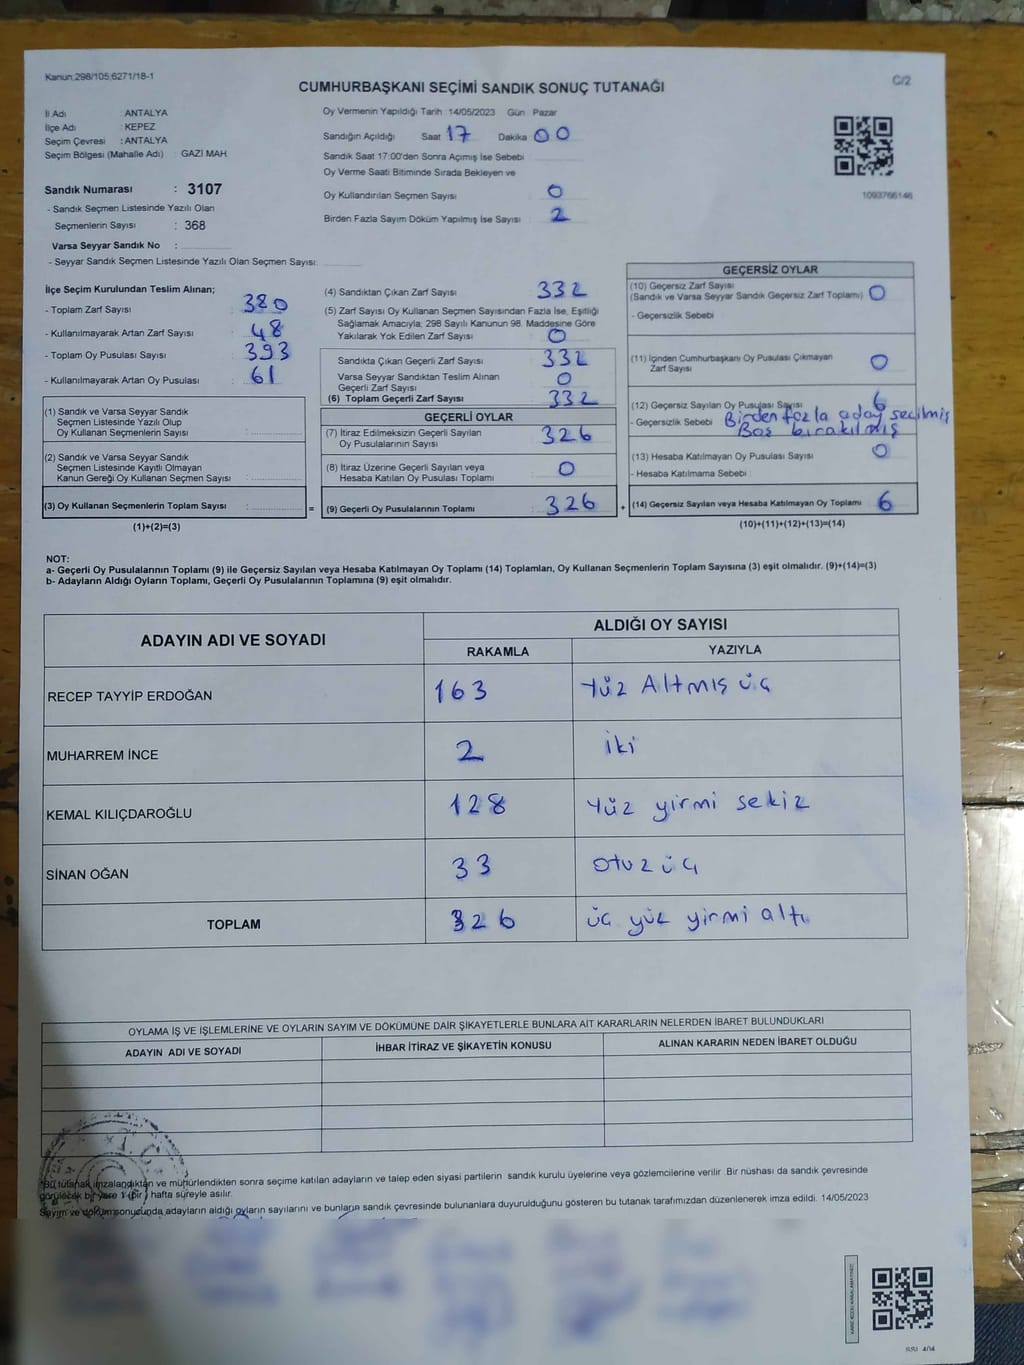 Kanun:298/105;6271/18-1
C/2
CUMHURBAŞKANI SEÇİMİ SANDIK SONUÇ TUTANAĞI
İl Adı : ANTALYA
İlçe Adı : KEPEZ
Seçim Çevresi : ANTALYA
Seçim Bölgesi (Mahalle Adı) : GAZİ MAH.
Sandık Numarası : 3107
- Sandık Seçmen Listesinde Yazılı Olan
Seçmenlerin Sayısı : 368
Varsa Seyyar Sandık No :
- Seyyar Sandık Seçmen Listesinde Yazılı Olan Seçmen Sayısı:
Oy Vermenin Yapıldığı Tarih :14/05/2023 Gün : Pazar
Sandığın Açıldığı Saat 17 Dakika 00
Sandık Saat 17:00'den Sonra Açımış İse Sebebi
Oy Verme Saati Bitiminde Sırada Bekleyen ve
Oy Kullandırılan Seçmen Sayısı : 0
Birden Fazla Sayım Döküm Yapılmış İse Sayısı : 2
1093766146
İlçe Seçim Kurulundan Teslim Alınan;
- Toplam Zarf Sayısı : 380
- Kullanılmayarak Artan Zarf Sayısı : 48
- Toplam Oy Pusulası Sayısı : 393
- Kullanılmayarak Artan Oy Pusulası : 61
(1) Sandık ve Varsa Seyyar Sandık
Seçmen Listesinde Yazılı Olup
Oy Kullanan Seçmenlerin Sayısı :
(2) Sandık ve Varsa Seyyar Sandık
Seçmen Listesinde Kayıtlı Olmayan
Kanun Gereği Oy Kullanan Seçmen Sayısı :
(3) Oy Kullanan Seçmenlerin Toplam Sayısı : =
(1)+(2)=(3)
(4) Sandıktan Çıkan Zarf Sayısı : 332
(5) Zarf Sayısı Oy Kullanan Seçmen Sayısından Fazla İse, Eşitliği
Sağlamak Amacıyla, 298 Sayılı Kanunun 98. Maddesine Göre
Yakılarak Yok Edilen Zarf Sayısı : 0
Sandıkta Çıkan Geçerli Zarf Sayısı : 332
Varsa Seyyar Sandıktan Teslim Alınan
Geçerli Zarf Sayısı : 0
(6) Toplam Geçerli Zarf Sayısı : 332
GEÇERLİ OYLAR
(7) İtiraz Edilmeksizin Geçerli Sayılan
Oy Pusulalarının Sayısı : 326
(8) İtiraz Üzerine Geçerli Sayılan veya
Hesaba Katılan Oy Pusulası Toplamı : 0
(9) Geçerli Oy Pusulalarının Toplamı : 326 +
GEÇERSİZ OYLAR
(10) Geçersiz Zarf Sayısı
(Sandık ve Varsa Seyyar Sandık Geçersiz Zarf Toplamı) : 0
- Geçersizlik Sebebi :
(11) İçinden Cumhurbaşkanı Oy Pusulası Çıkmayan
Zarf Sayısı : 0
(12) Geçersiz Sayılan Oy Pusulası Sayısı : 6
- Geçersizlik Sebebi Birden fazla aday seçilmiş
Boş bırakılmış
(13) Hesaba Katılmayan Oy Pusulası Sayısı : 0
- Hesaba Katılmama Sebebi :
(14) Geçersiz Sayılan veya Hesaba Katılmayan Oy Toplamı : 6
(10)+(11)+(12)+(13)=(14)
NOT:
a- Geçerli Oy Pusulalarının Toplamı (9) ile Geçersiz Sayılan veya Hesaba Katılmayan Oy Toplamı (14) Toplamları, Oy Kullanan Seçmenlerin Toplam Sayısına (3) eşit olmalıdır. (9)+(14)=(3)
b- Adayların Aldığı Oyların Toplamı, Geçerli Oy Pusulalarının Toplamına (9) eşit olmalıdır.
ADAYIN ADI VE SOYADI ALDIĞI OY SAYISI
RAKAMLA YAZIYLA
RECEP TAYYİP ERDOĞAN 163 Yüz Altmış üç
MUHARREM İNCE 2 iki
KEMAL KILIÇDAROĞLU 128 Yüz yirmi sekiz
SİNAN OĞAN 33 otuz üç
TOPLAM 326 üç yüz yirmi altı
OYLAMA İŞ VE İŞLEMLERİNE VE OYLARIN SAYIM VE DÖKÜMÜNE DAİR ŞİKAYETLERLE BUNLARA AİT KARARLARIN NELERDEN İBARET BULUNDUKLARI
ADAYIN ADI VE SOYADI İHBAR İTİRAZ VE ŞİKAYETİN KONUSU ALINAN KARARIN NEDEN İBARET OLDUĞU
*Bu tutanak imzalandıktan ve mühürlendikten sonra seçime katılan adayların ve talep eden siyasi partilerin sandık kurulu üyelerine veya gözlemcilerine verilir. Bir nüshası da sandık çevresinde
görülecek bir yere 1 (bir ) hafta süreyle asılır.
Sayım ve döküm sonucunda adayların aldığı oyların sayılarını ve bunların sandık çevresinde bulunanlara duyurulduğunu gösteren bu tutanak tarafımızdan düzenlenerek imza edildi. 14/05/2023